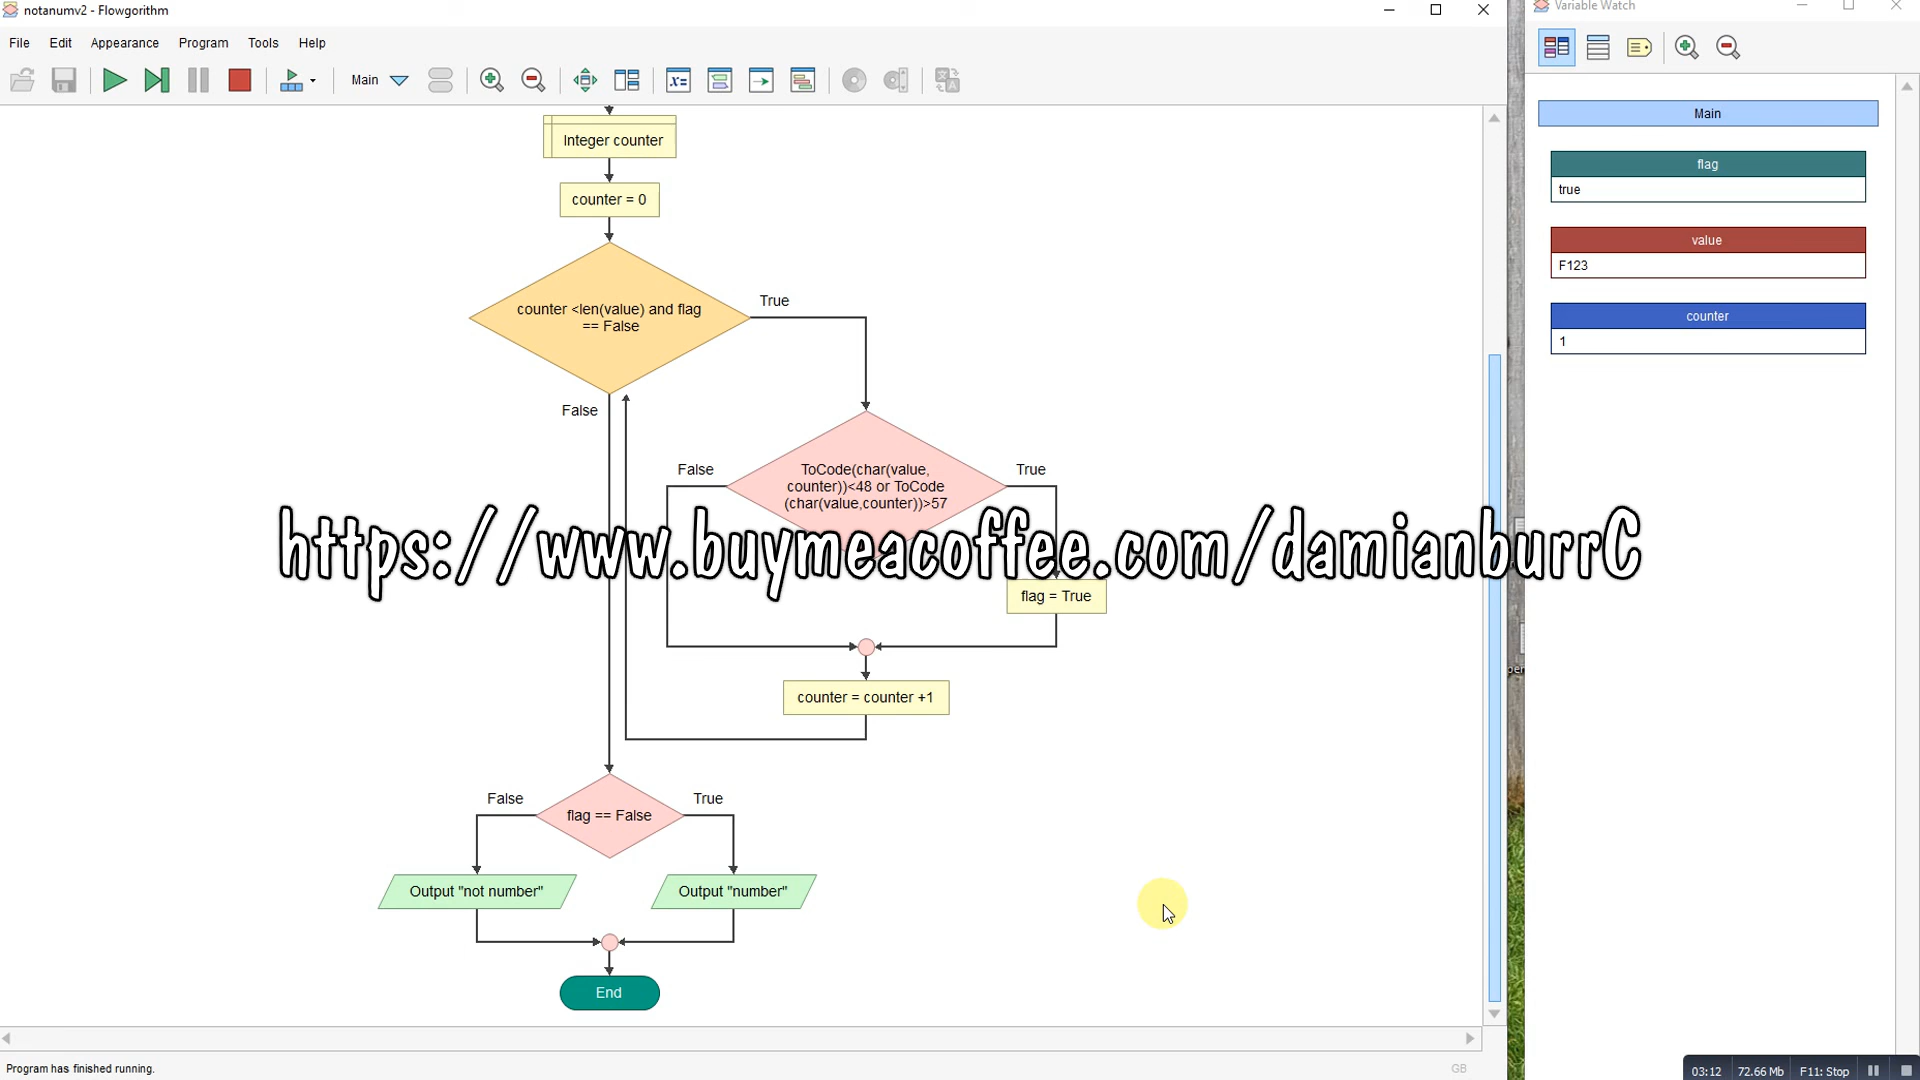 notanumv2 - Flowgorithm
Variable Watch
File Edit Appearance Program Tools Help
Main
Main
Integer counter
flag
true
counter = 0
value
F123
counter <len(value) and flag
== False
True
counter
1
False
False
ToCode(char(value,
counter))<48 or ToCode
(char(value,counter))>57
True
https://www.buymeacoffee.com/damianburrC
flag = True
counter = counter +1
False
flag == False
True
Output "not number"
Output "number"
End
Program has finished running.
GB
03:12 72.66 Mb F11: Stop